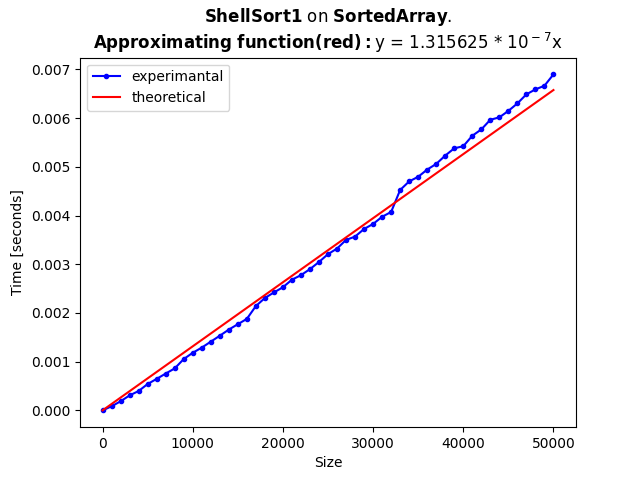 ShellSort1 on SortedArray.
Approximating function(red): y = 1.315625 * 10⁻⁷x
experimantal
theoretical
0.007
0.006
0.005
0.004
0.003
0.002
0.001
0.000
Time [seconds]
0 10000 20000 30000 40000 50000
Size